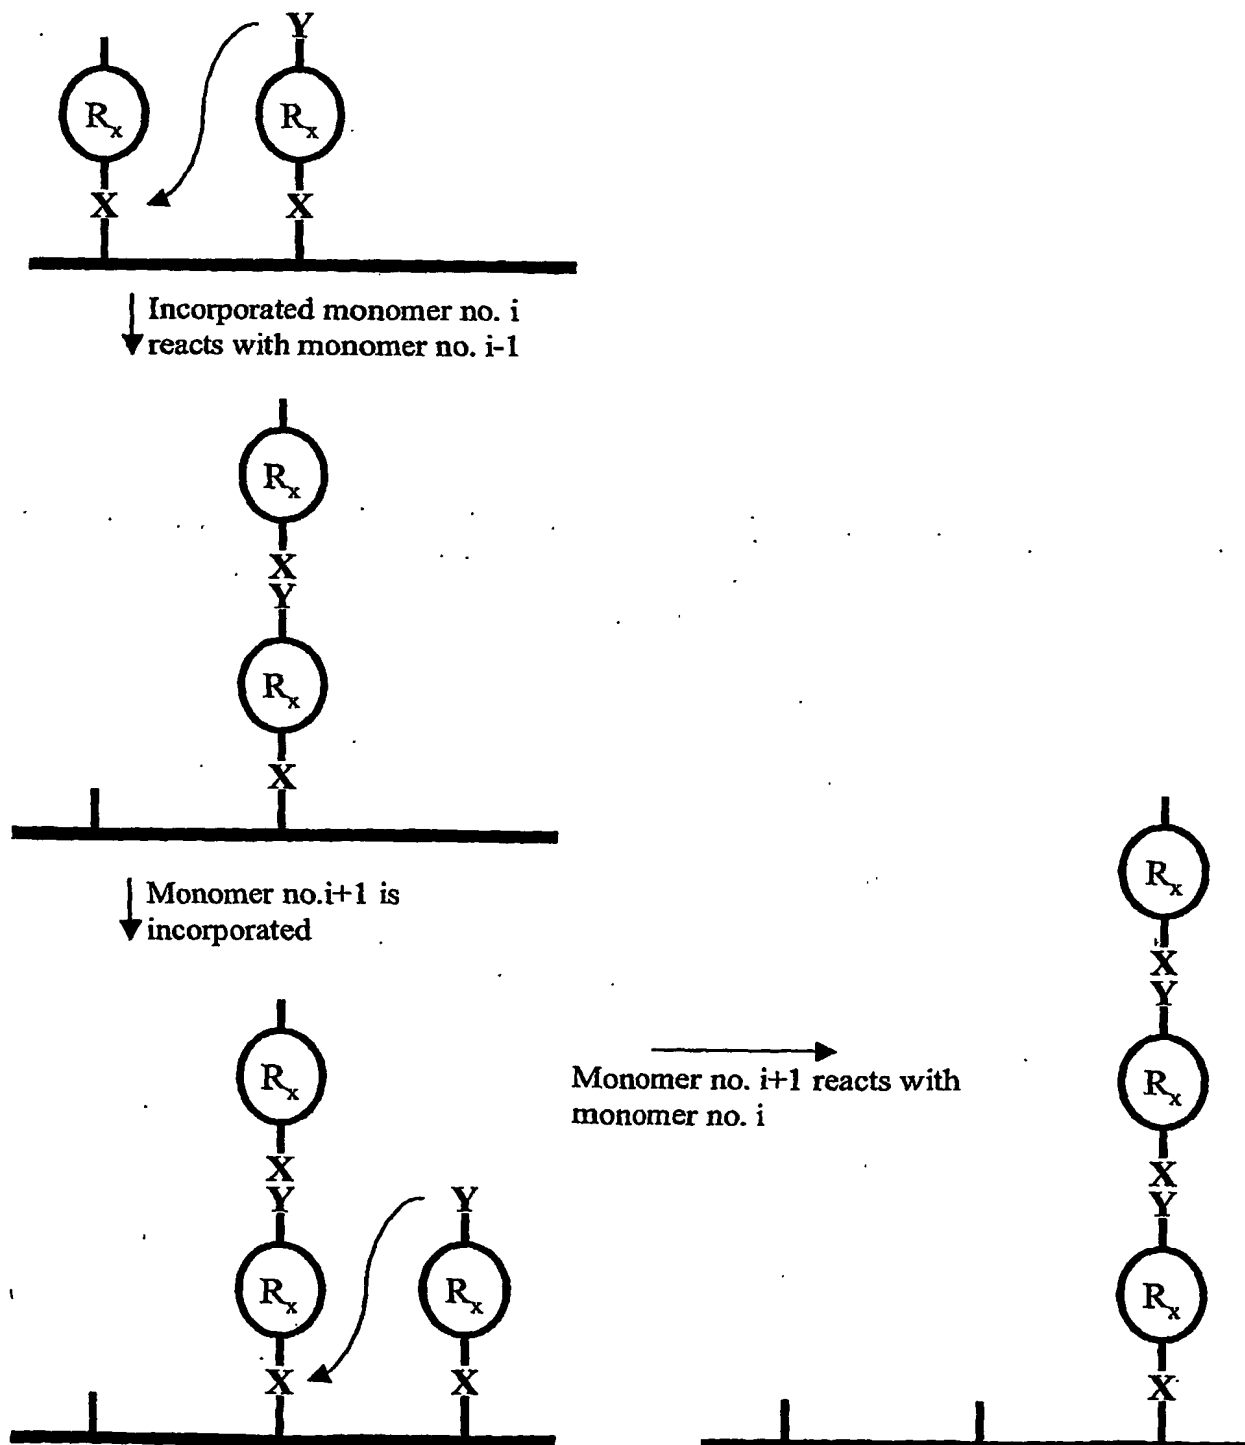 Y
Rx
Rx
X
X
Incorporated monomer no. i
reacts with monomer no. i-1
Rx
X
Y
Rx
X
Monomer no.i+1 is
incorporated
Rx
X
Y
Y
Rx
Rx
X
X
Monomer no. i+1 reacts with
monomer no. i
Rx
X
Y
Rx
X
Y
Rx
X